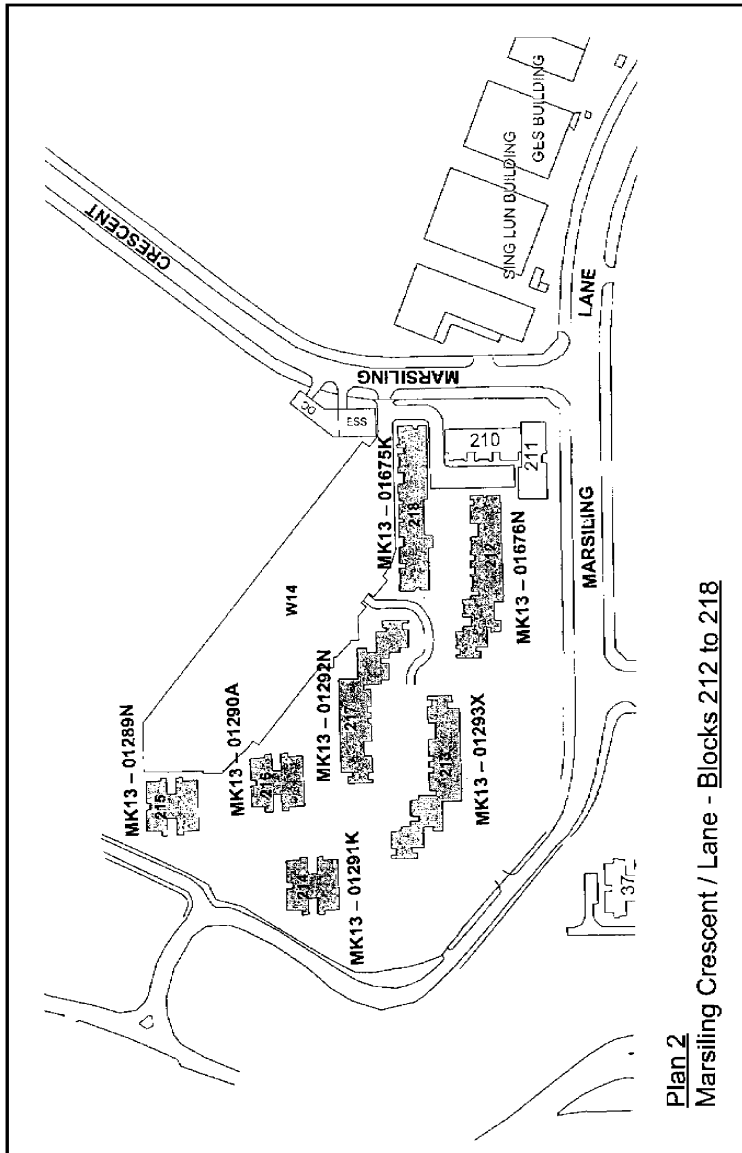 CRESCENT
MARSILING
DC
ESS
SING LUN BUILDING
GES BUILDING
LANE
MARSILING
W14
MK13 – 01289N
215
MK13 – 01290A
216
MK13 – 01291K
214
MK13 – 01292N
217
MK13 – 01293X
213
MK13 – 01675K
218
MK13 – 01676N
212
210
211
37
Plan 2
Marsiling Crescent / Lane - Blocks 212 to 218